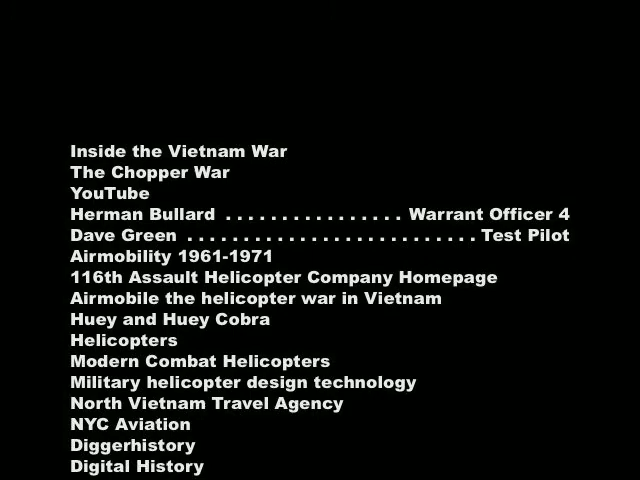 Inside the Vietnam War
The Chopper War
YouTube
Herman Bullard . . . . . . . . . . . . . . . . Warrant Officer 4
Dave Green . . . . . . . . . . . . . . . . . . . . . . . . . . Test Pilot
Airmobility 1961-1971
116th Assault Helicopter Company Homepage
Airmobile the helicopter war in Vietnam
Huey and Huey Cobra
Helicopters
Modern Combat Helicopters
Military helicopter design technology
North Vietnam Travel Agency
NYC Aviation
Diggerhistory
Digital History